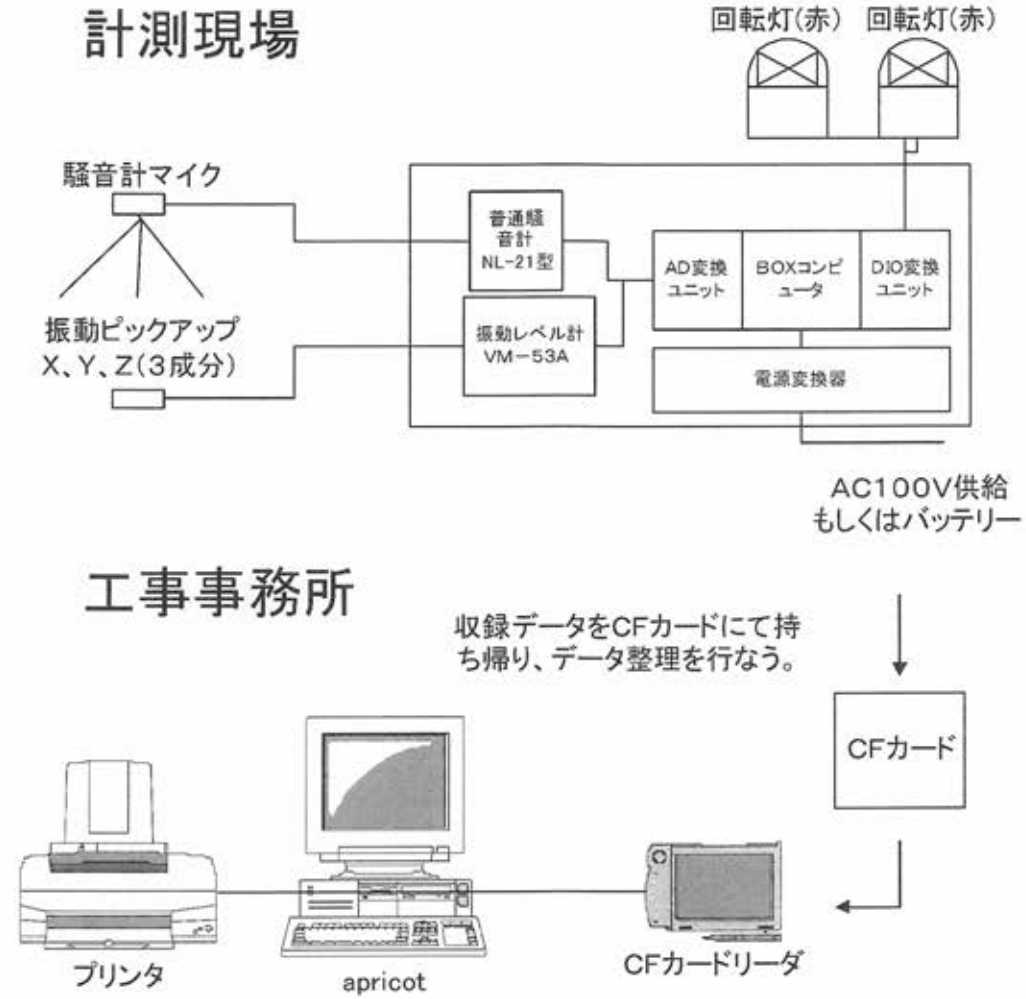 計測現場
回転灯(赤) 回転灯(赤)
騒音計マイク
普通騒
音計
NL-21型
AD変換
ユニット
BOXコンピ
ュータ
DIO変換
ユニット
振動ピックアップ
X、Y、Z(3成分)
振動レベル計
VM-53A
電源変換器
AC100V供給
もしくはバッテリー
工事事務所
収録データをCFカードにて持
ち帰り、データ整理を行なう。
CFカード
プリンタ
apricot
CFカードリーダ